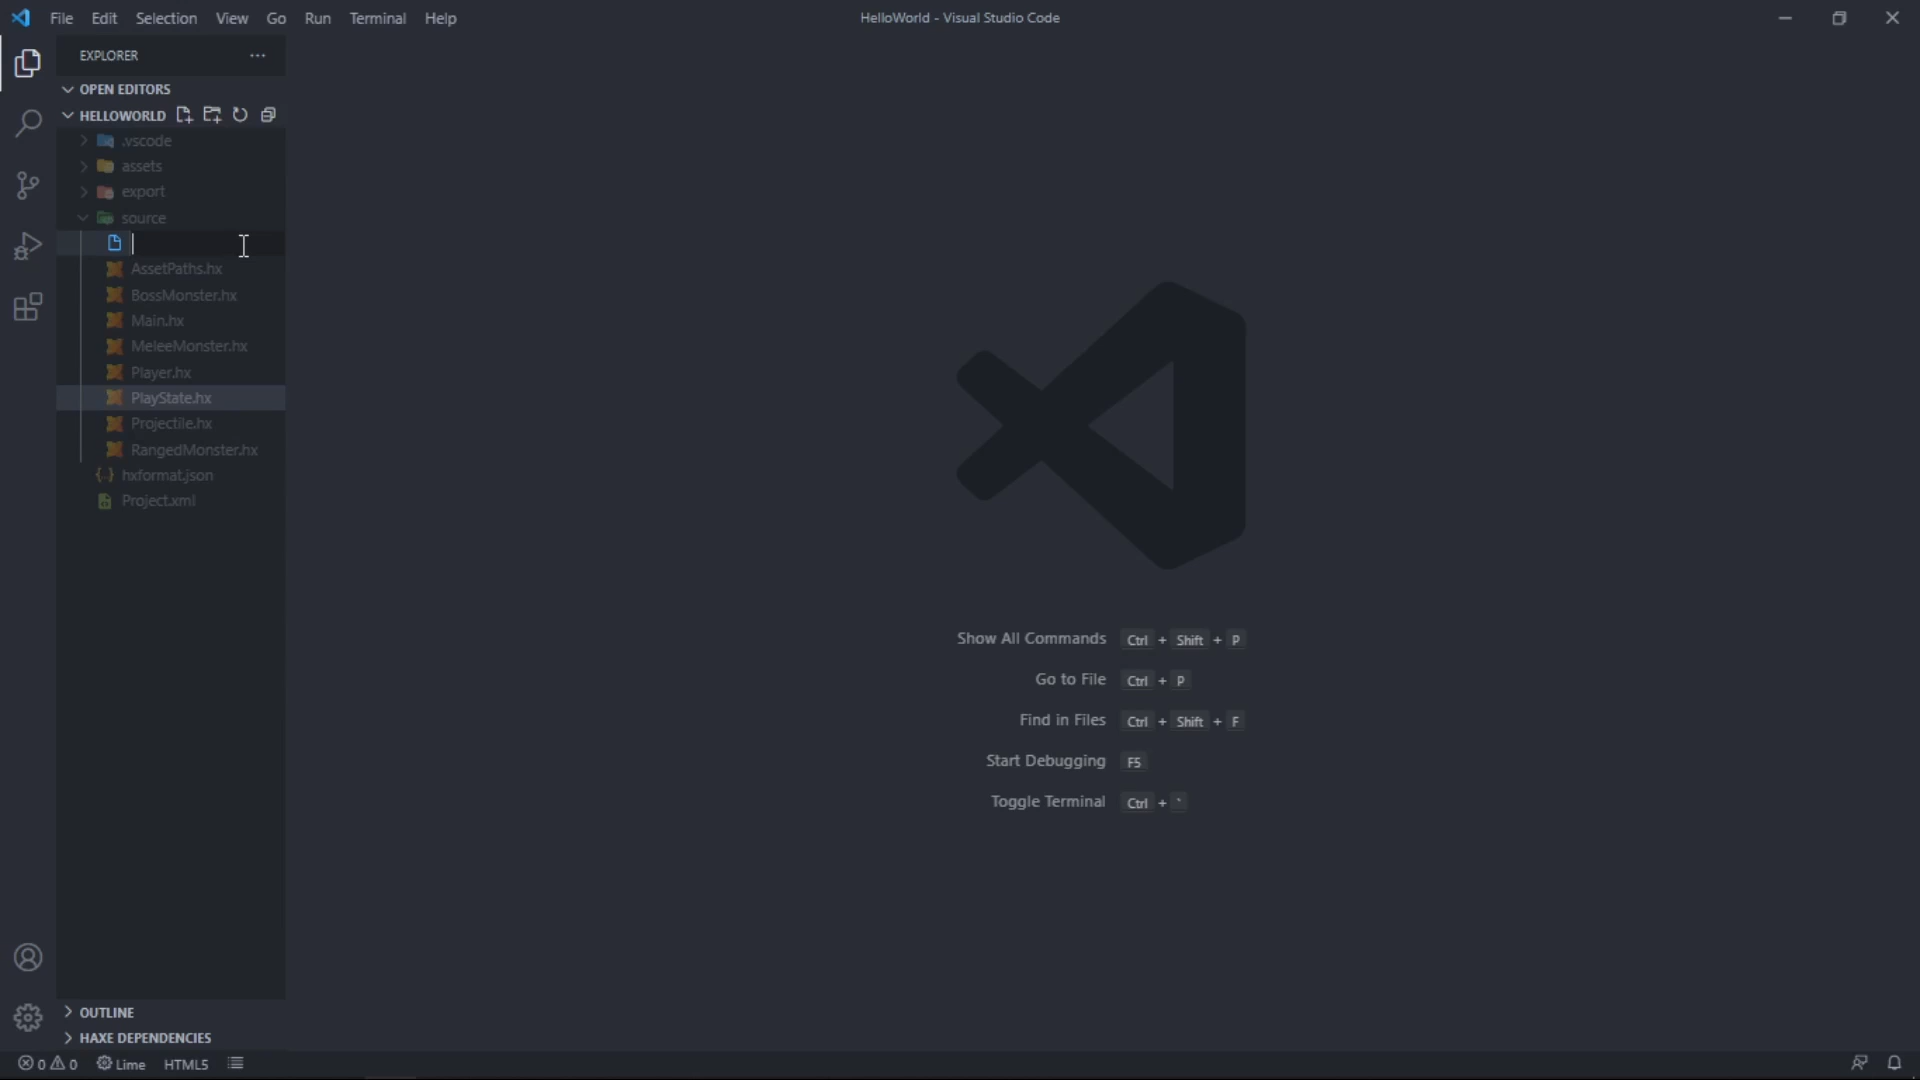 File Edit Selection View Go Run Terminal Help
HelloWorld - Visual Studio Code
EXPLORER
OPEN EDITORS
HELLOWORLD
.vscode
assets
export
source
AssetPaths.hx
BossMonster.hx
Main.hx
MeleeMonster.hx
Player.hx
PlayState.hx
Projectile.hx
RangedMonster.hx
hxformat.json
Project.xml
Show All Commands Ctrl + Shift + P
Go to File Ctrl + P
Find in Files Ctrl + Shift + F
Start Debugging F5
Toggle Terminal Ctrl + `
OUTLINE
HAXE DEPENDENCIES
0 0 Lime HTML5